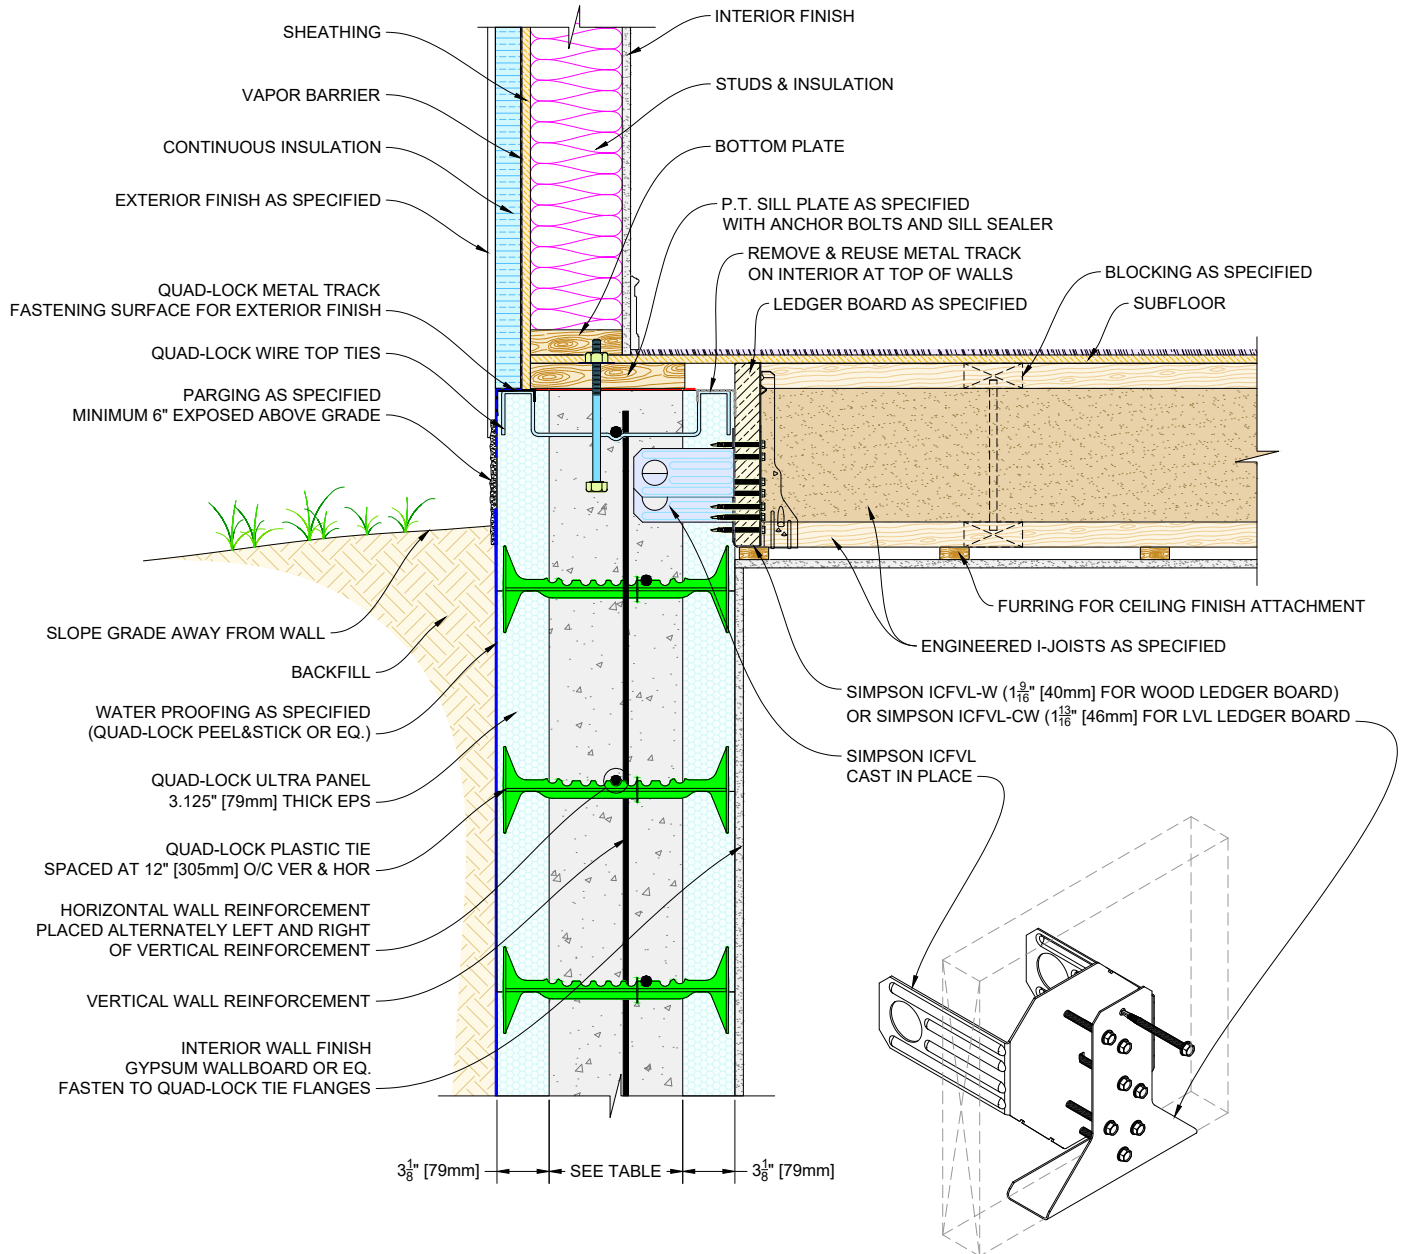 SHEATHING
VAPOR BARRIER
CONTINUOUS INSULATION
EXTERIOR FINISH AS SPECIFIED
QUAD-LOCK METAL TRACK
FASTENING SURFACE FOR EXTERIOR FINISH
QUAD-LOCK WIRE TOP TIES
PARGING AS SPECIFIED
MINIMUM 6" EXPOSED ABOVE GRADE
SLOPE GRADE AWAY FROM WALL
BACKFILL
WATER PROOFING AS SPECIFIED
(QUAD-LOCK PEEL&STICK OR EQ.)
QUAD-LOCK ULTRA PANEL
3.125" [79mm] THICK EPS
QUAD-LOCK PLASTIC TIE
SPACED AT 12" [305mm] O/C VER & HOR
HORIZONTAL WALL REINFORCEMENT
PLACED ALTERNATELY LEFT AND RIGHT
OF VERTICAL REINFORCEMENT
VERTICAL WALL REINFORCEMENT
INTERIOR WALL FINISH
GYPSUM WALLBOARD OR EQ.
FASTEN TO QUAD-LOCK TIE FLANGES
INTERIOR FINISH
STUDS & INSULATION
BOTTOM PLATE
P.T. SILL PLATE AS SPECIFIED
WITH ANCHOR BOLTS AND SILL SEALER
REMOVE & REUSE METAL TRACK
ON INTERIOR AT TOP OF WALLS
LEDGER BOARD AS SPECIFIED
BLOCKING AS SPECIFIED
SUBFLOOR
FURRING FOR CEILING FINISH ATTACHMENT
ENGINEERED I-JOISTS AS SPECIFIED
SIMPSON ICFVL-W (1 9/16" [40mm] FOR WOOD LEDGER BOARD)
OR SIMPSON ICFVL-CW (1 13/16" [46mm] FOR LVL LEDGER BOARD
SIMPSON ICFVL
CAST IN PLACE
3 1/8" [79mm]
SEE TABLE
3 1/8" [79mm]